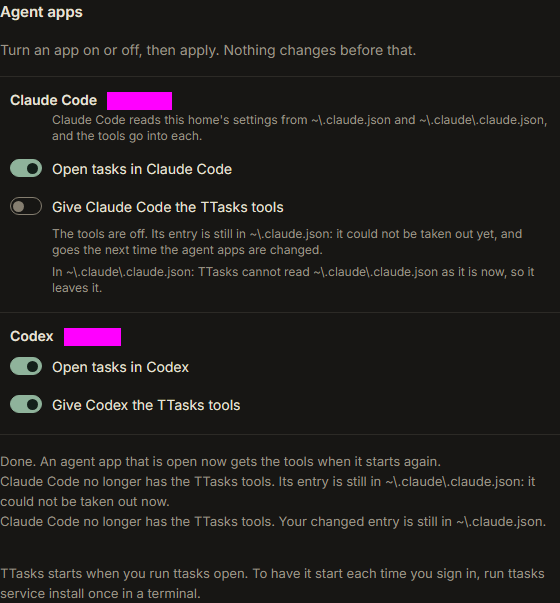 Agent apps
Turn an app on or off, then apply. Nothing changes before that.
Claude Code
Claude Code reads this home's settings from ~\.claude.json and ~\.claude\.claude.json,
and the tools go into each.
Open tasks in Claude Code
Give Claude Code the TTasks tools
The tools are off. Its entry is still in ~\.claude.json: it could not be taken out yet, and
goes the next time the agent apps are changed.
In ~\.claude\.claude.json: TTasks cannot read ~\.claude\.claude.json as it is now, so it
leaves it.
Codex
Open tasks in Codex
Give Codex the TTasks tools
Done. An agent app that is open now gets the tools when it starts again.
Claude Code no longer has the TTasks tools. Its entry is still in ~\.claude\.claude.json: it
could not be taken out now.
Claude Code no longer has the TTasks tools. Your changed entry is still in ~\.claude.json.
TTasks starts when you run ttasks open. To have it start each time you sign in, run ttasks
service install once in a terminal.